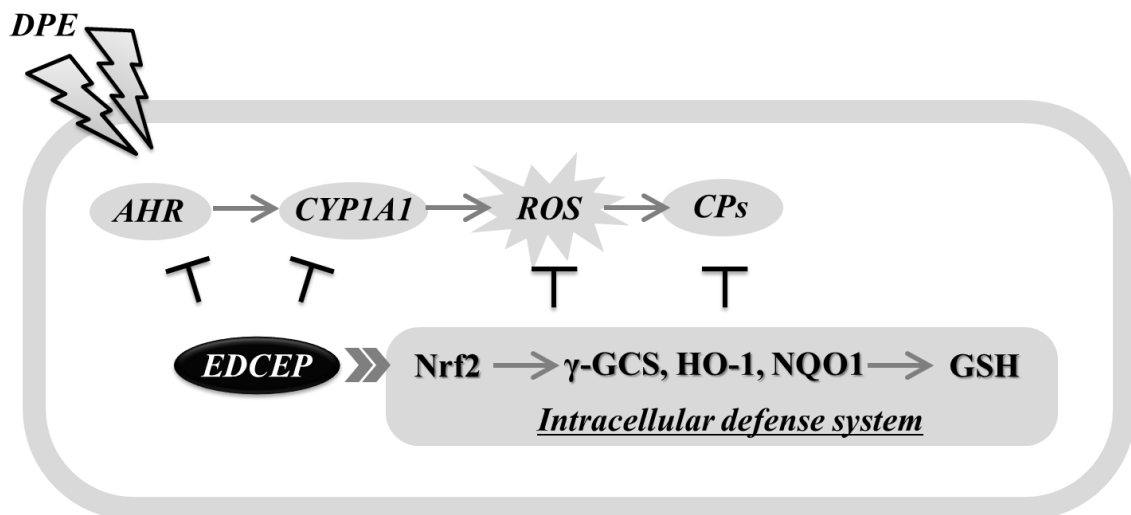 DPE
AHR CYP1A1 ROS CPs
EDCEP Nrf2 γ-GCS, HO-1, NQO1 GSH
Intracellular defense system